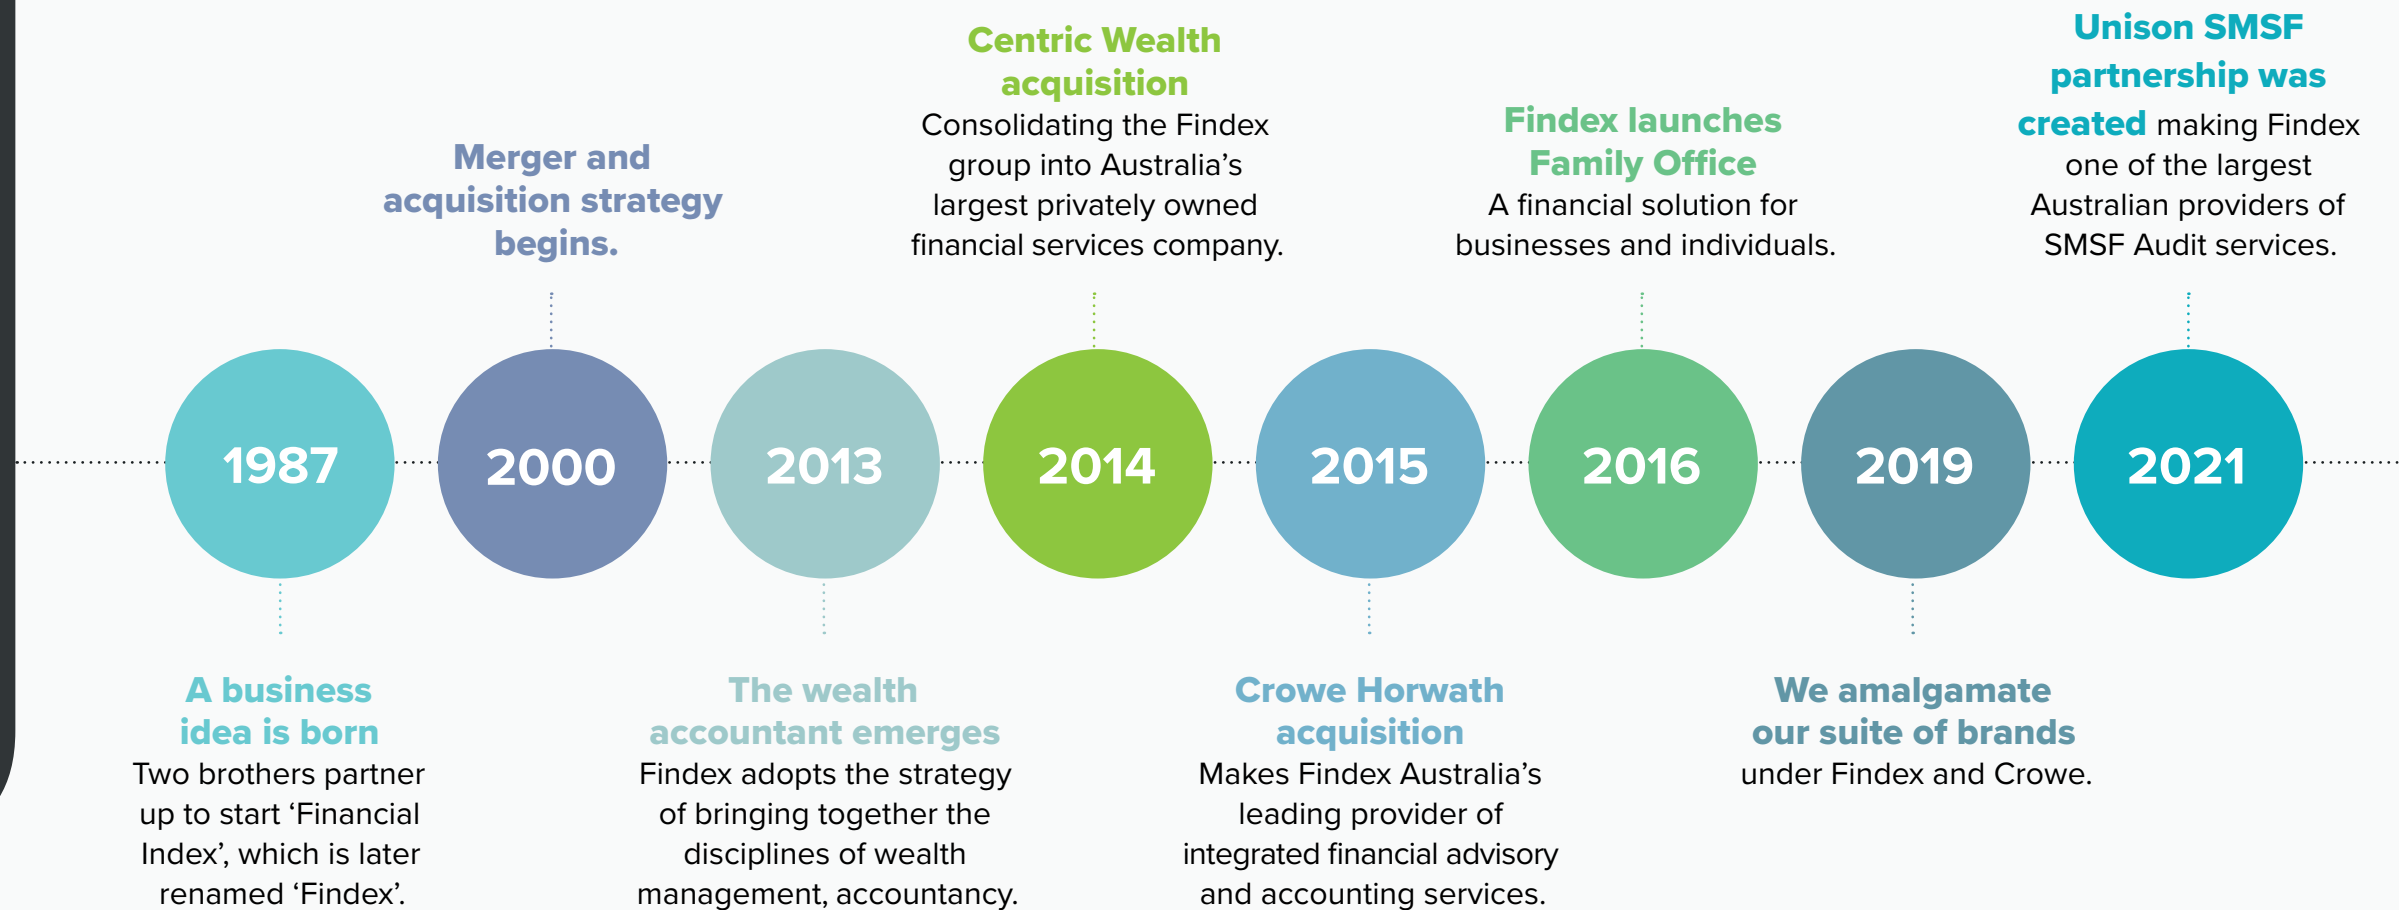 Centric Wealth
acquisition
Consolidating the Findex
group into Australia’s
largest privately owned
financial services company.
Unison SMSF
partnership was
created making Findex
one of the largest
Australian providers of
SMSF Audit services.
Merger and
acquisition strategy
begins.
Findex launches
Family Office
A financial solution for
businesses and individuals.
1987
2000
2013
2014
2015
2016
2019
2021
A business
idea is born
Two brothers partner
up to start ‘Financial
Index’, which is later
renamed ‘Findex’.
The wealth
accountant emerges
Findex adopts the strategy
of bringing together the
disciplines of wealth
management, accountancy.
Crowe Horwath
acquisition
Makes Findex Australia’s
leading provider of
integrated financial advisory
and accounting services.
We amalgamate
our suite of brands
under Findex and Crowe.